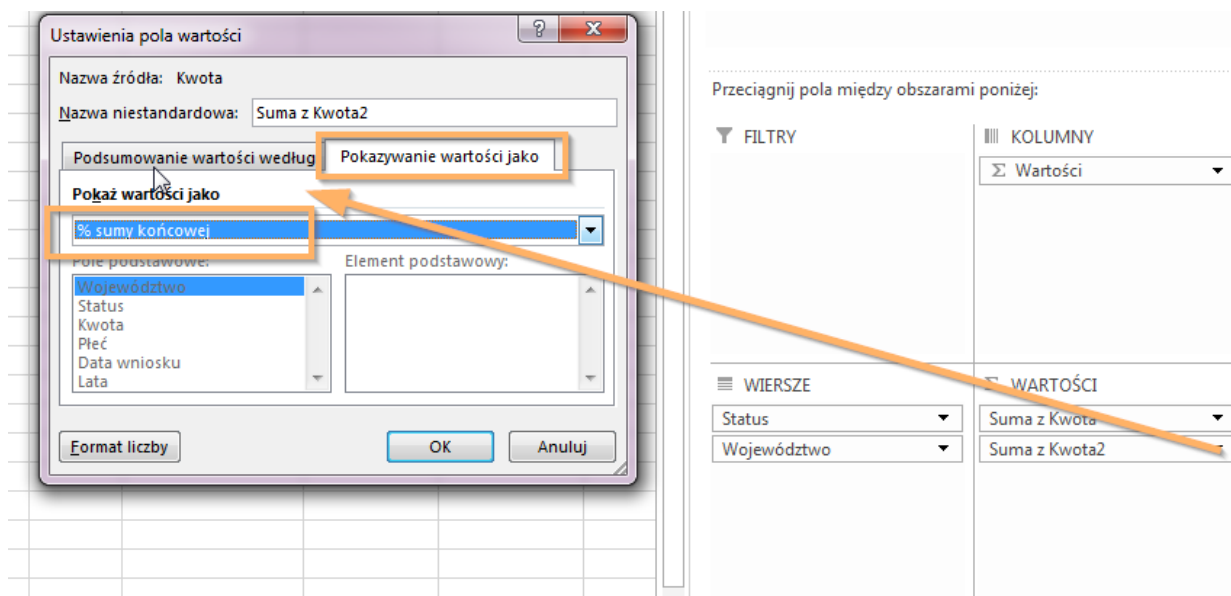 Ustawienia pola wartości
Nazwa źródła: Kwota
Nazwa niestandardowa: Suma z Kwota2
Podsumowanie wartości według
Pokazywanie wartości jako
Pokaż wartości jako
% sumy końcowej
Pole podstawowe:
Element podstawowy:
Województwo
Status
Kwota
Płeć
Data wniosku
Lata
Format liczby
OK
Anuluj
Przeciągnij pola między obszarami poniżej:
FILTRY
KOLUMNY
Σ Wartości
WIERSZE
Σ WARTOŚCI
Status
Suma z Kwota
Województwo
Suma z Kwota2